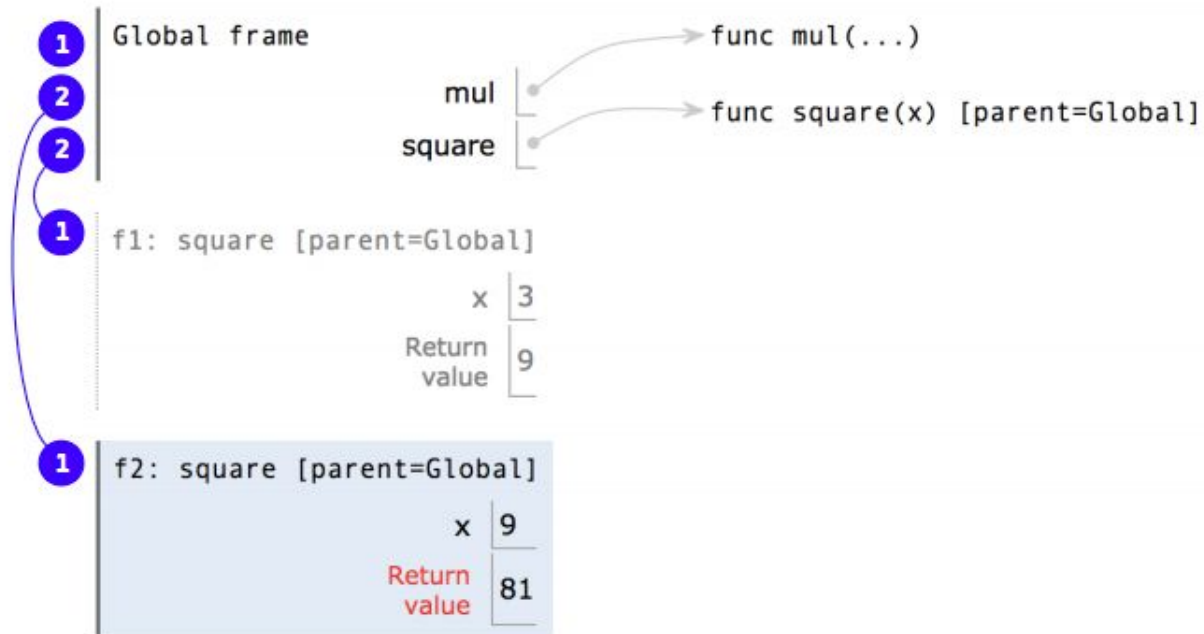 1 Global frame
func mul(...)
2 mul
func square(x) [parent=Global]
2 square
1 f1: square [parent=Global]
x 3
Return
value 9
1 f2: square [parent=Global]
x 9
Return
value 81